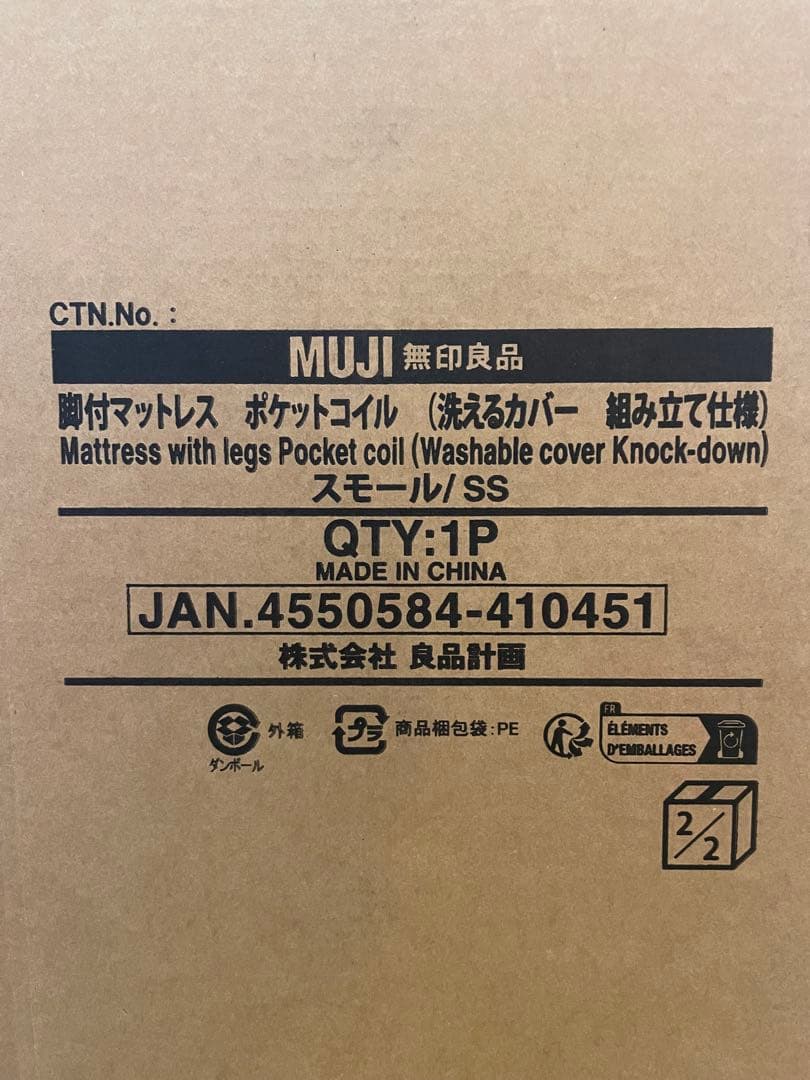 CTN.No. :
MUJI 無印良品
脚付マットレス ポケットコイル (洗えるカバー 組み立て仕様)
Mattress with legs Pocket coil (Washable cover Knock-down)
スモール/SS
QTY:1P
MADE IN CHINA
JAN.4550584-410451
株式会社 良品計画
外箱
ダンボール
プラ
商品梱包袋:PE
FR
ÉLÉMENTS
D'EMBALLAGES
2/2